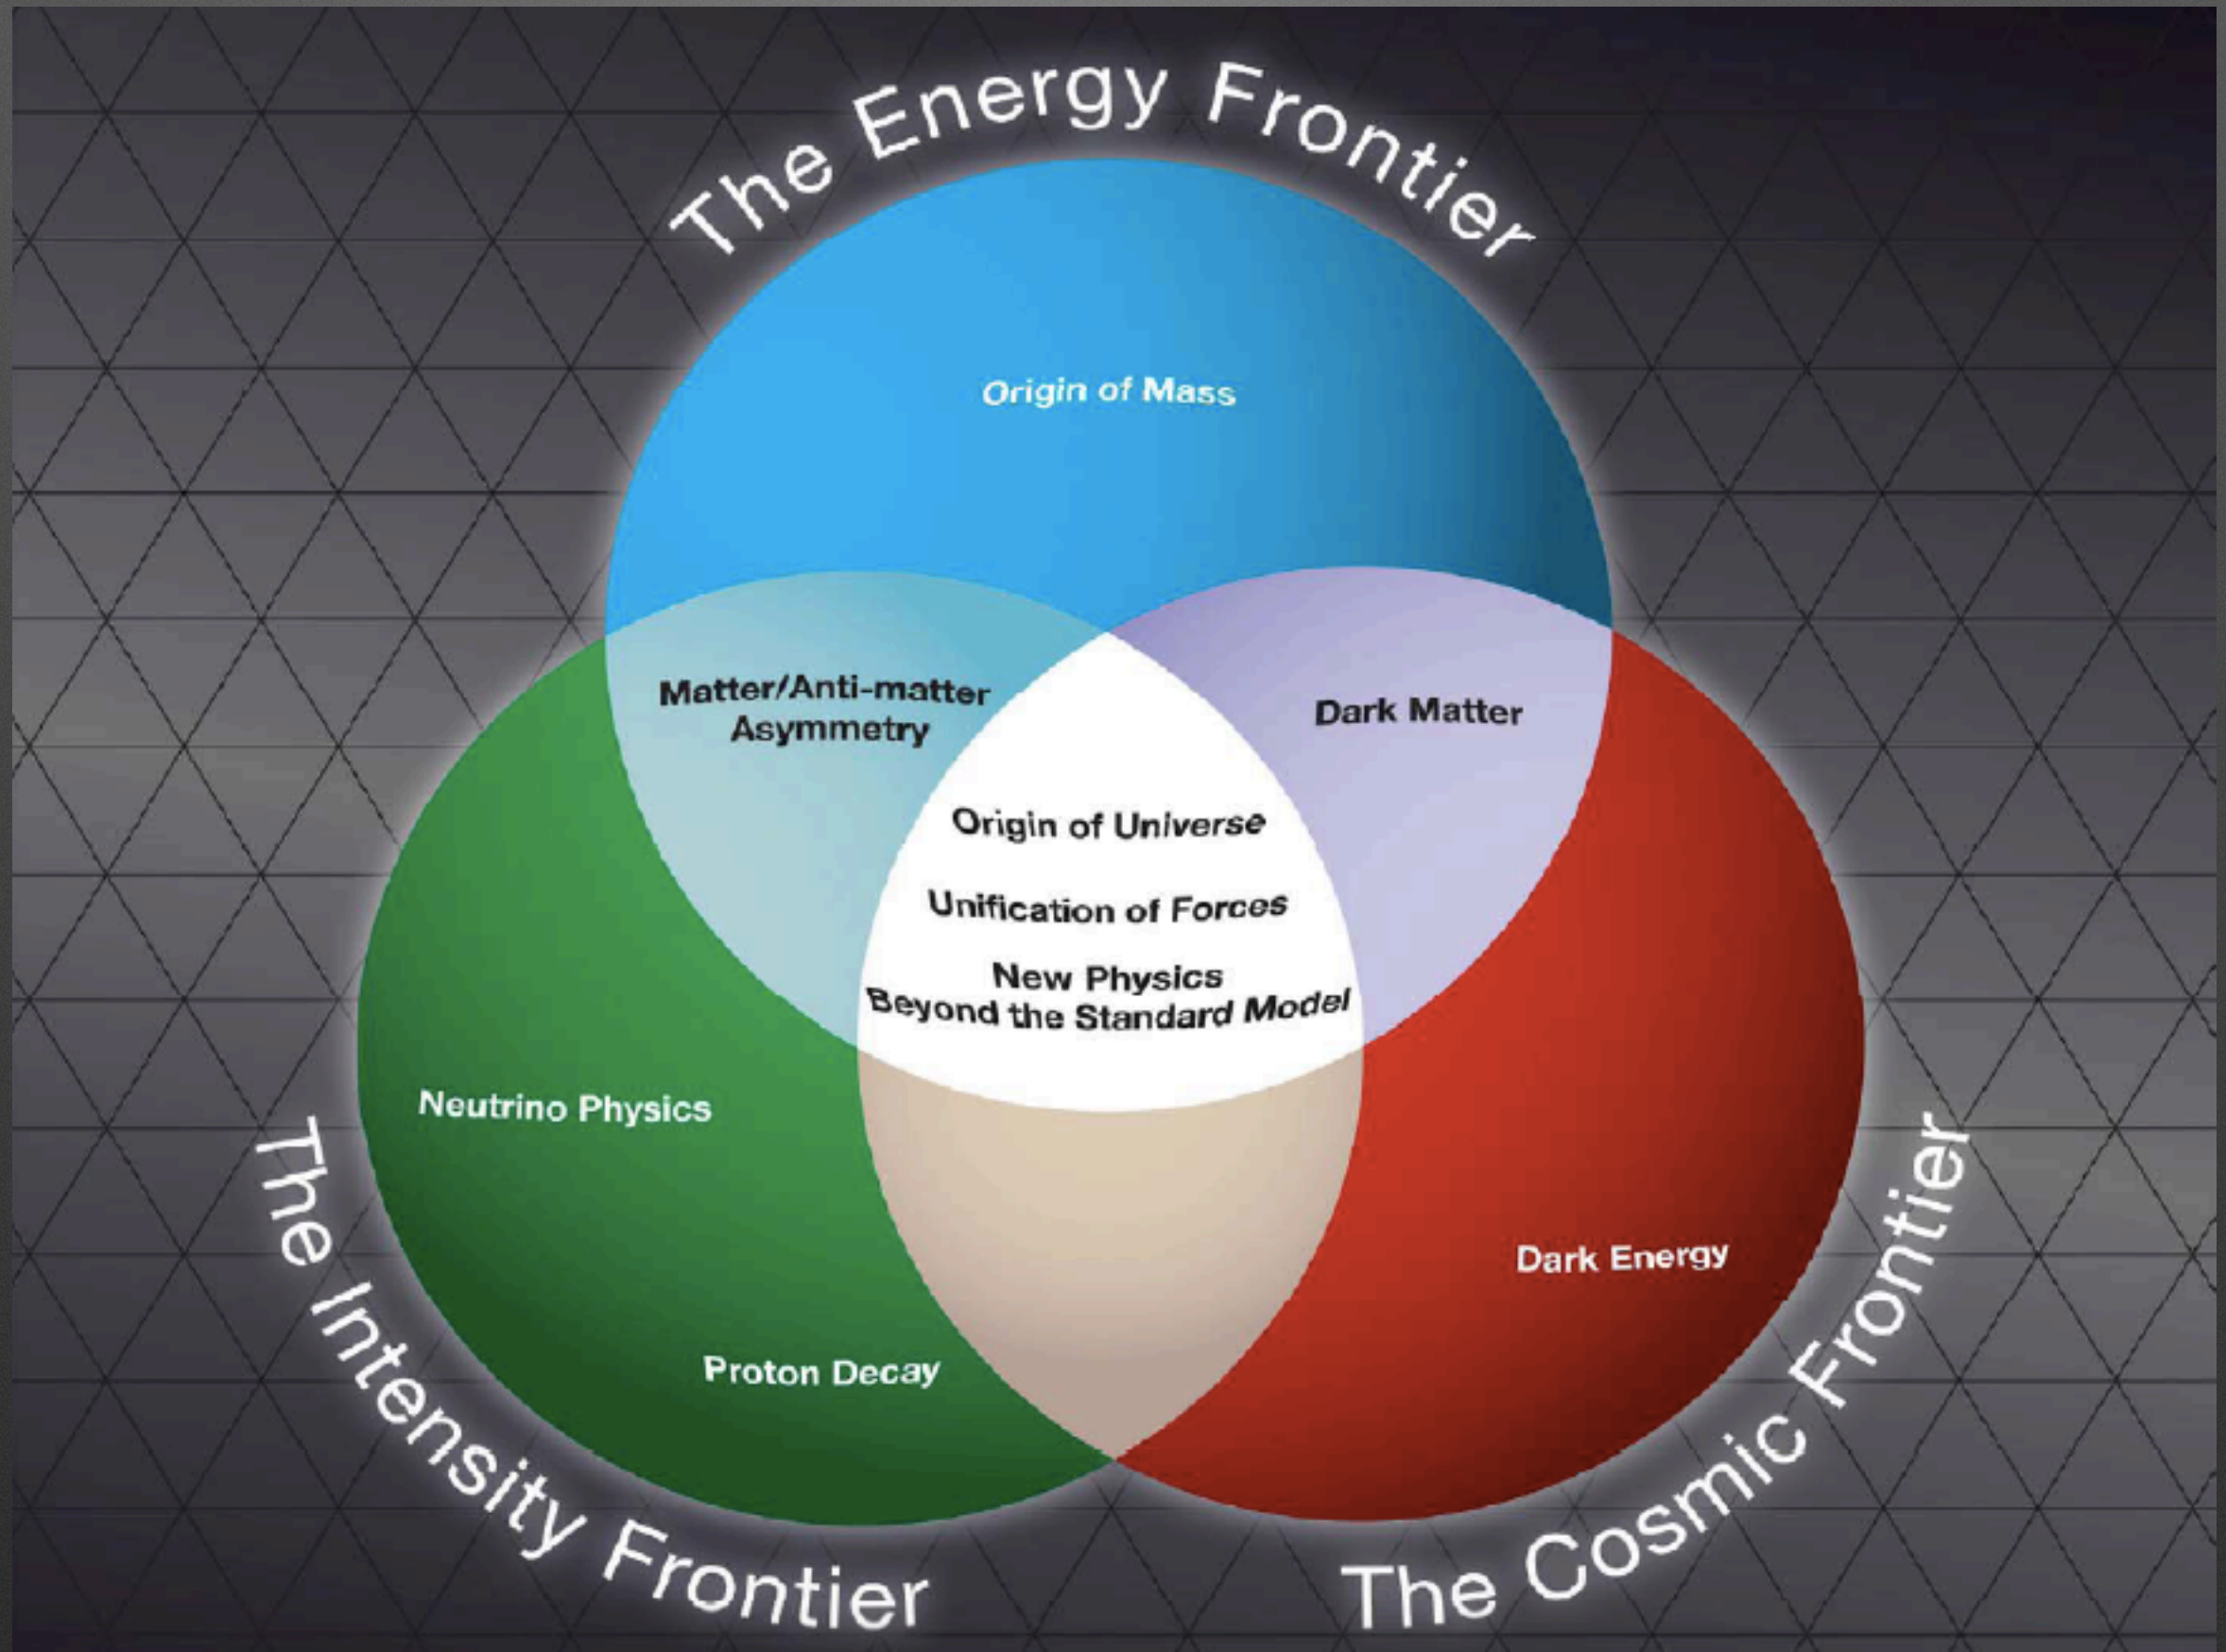 The Energy Frontier
Origin of Mass
Matter/Anti-matter
Asymmetry
Dark Matter
Origin of Universe
Unification of Forces
New Physics
Beyond the Standard Model
Neutrino Physics
Dark Energy
Proton Decay
The Intensity Frontier
The Cosmic Frontier